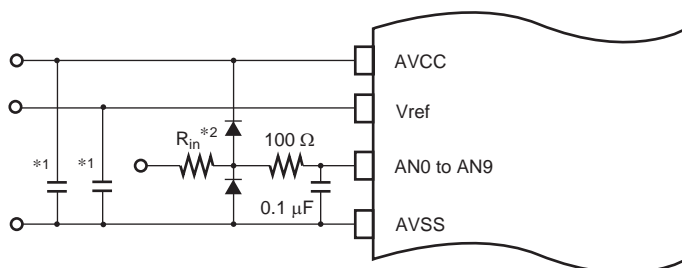 AVCC
Vref
R_in *2
100 Ω
*1
*1
AN0 to AN9
0.1 µF
AVSS